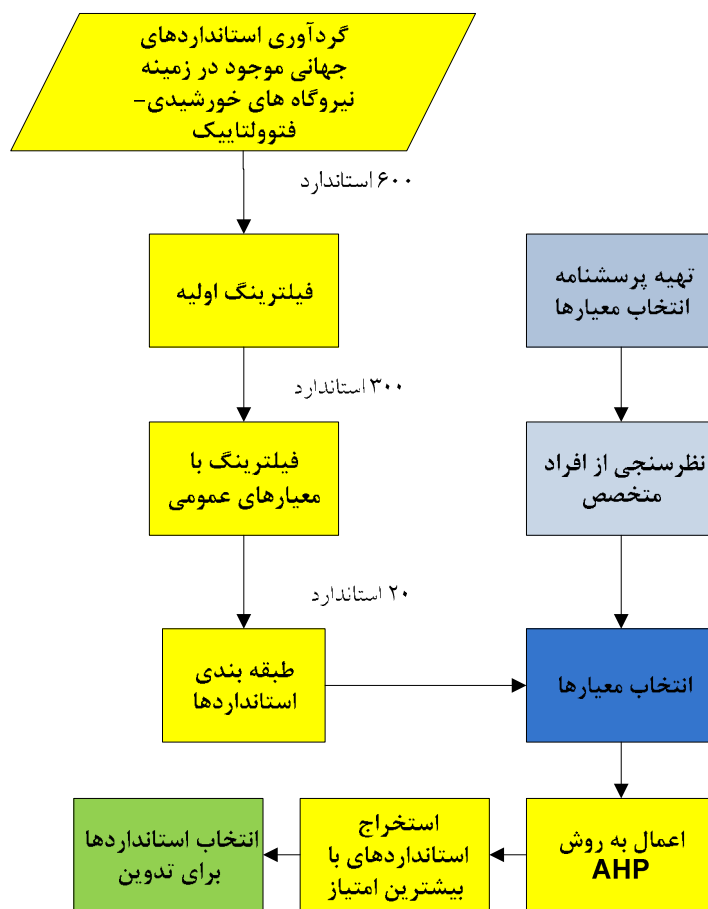 گردآوری استانداردهای
جهانی موجود در زمینه
نیروگاه های خورشیدی-
فتوولتاییک
۶۰۰ استاندارد
فیلترینگ اولیه
۳۰۰ استاندارد
فیلترینگ با
معیارهای عمومی
۲۰ استاندارد
طبقه بندی
استانداردها
تهیه پرسشنامه
انتخاب معیارها
نظرسنجی از افراد
متخصص
انتخاب معیارها
اعمال به روش
AHP
استخراج
استانداردهای با
بیشترین امتیاز
انتخاب استانداردها
برای تدوین